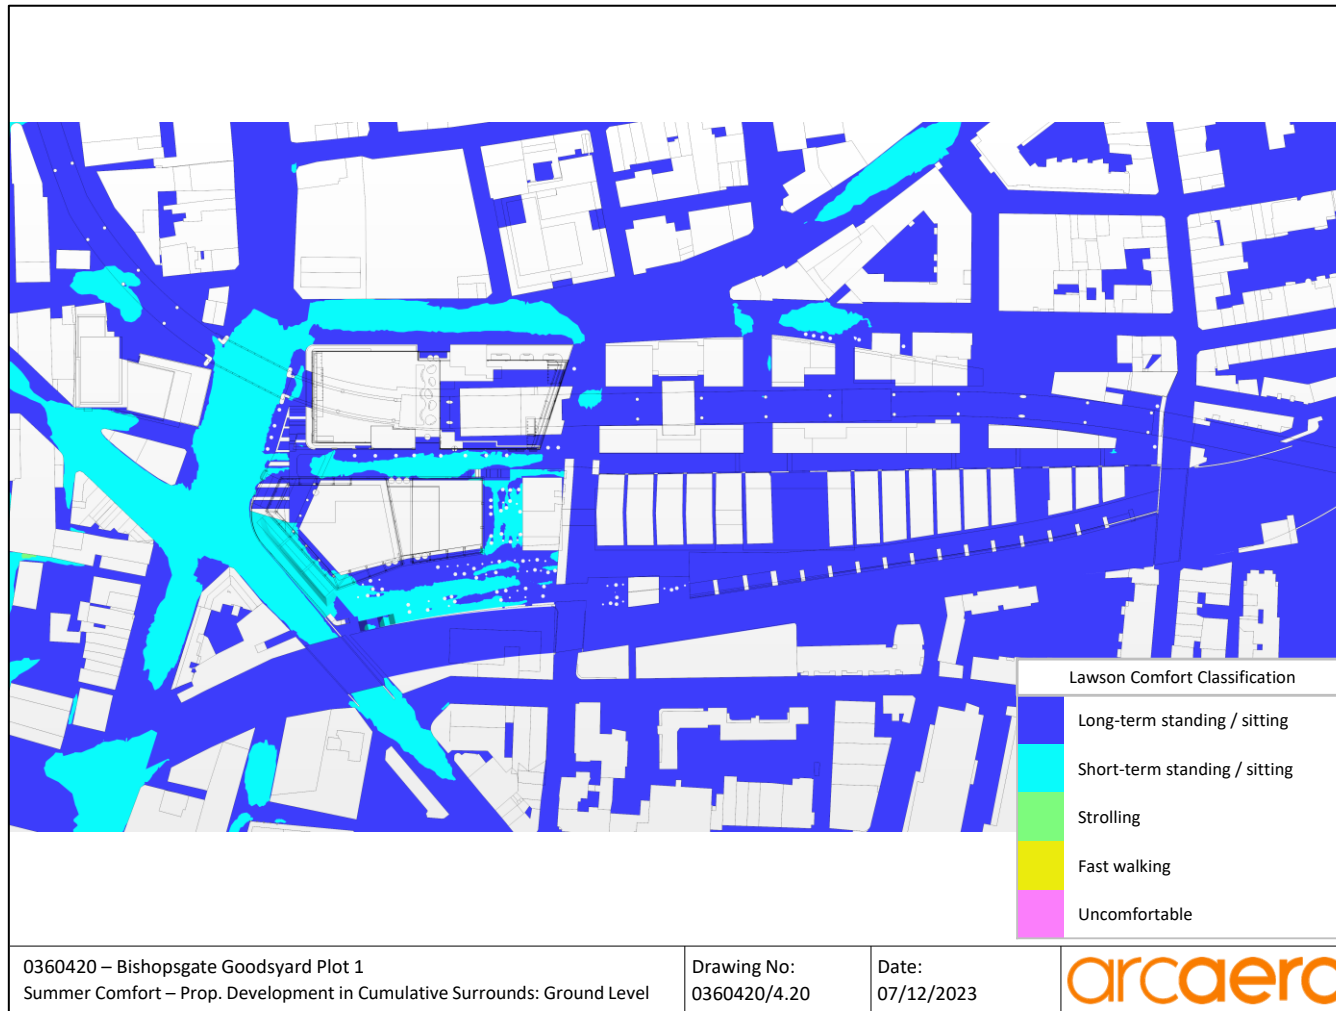 Lawson Comfort Classification
Long-term standing / sitting
Short-term standing / sitting
Strolling
Fast walking
Uncomfortable
0360420 – Bishopsgate Goodsyard Plot 1
Summer Comfort – Prop. Development in Cumulative Surrounds: Ground Level
Drawing No:
0360420/4.20
Date:
07/12/2023
arcaero